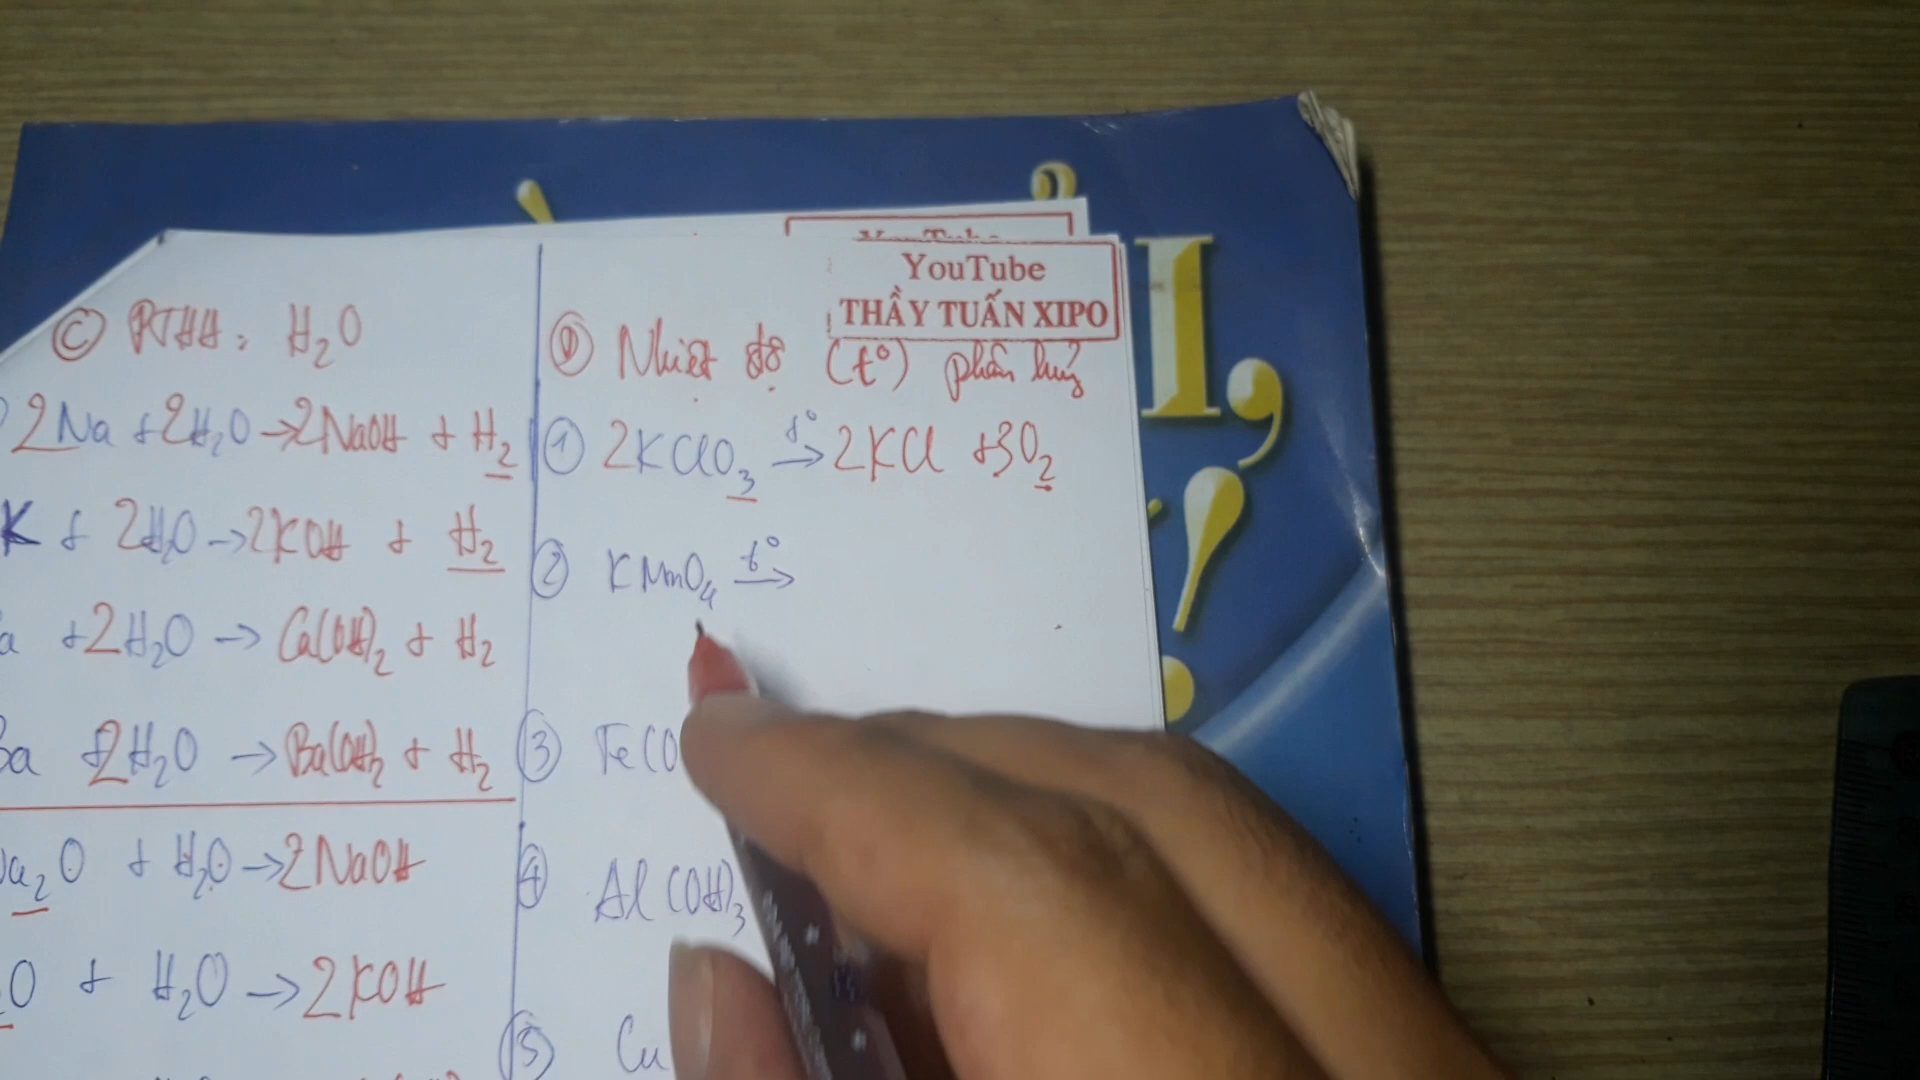 YouTube
THẦY TUẤN XIPO
Ⓒ PTHH: H₂O
2Na + 2H₂O → 2NaOH + H₂
K + 2H₂O → 2KOH + H₂
a + 2H₂O → Ca(OH)₂ + H₂
Ba 2H₂O → Ba(OH)₂ + H₂
a₂O + H₂O → 2NaOH
O + H₂O → 2KOH
Ⓓ Nhiệt độ (t°) phân huỷ
① 2KClO₃ t° → 2KCl + 3O₂
② KMnO₄ t° →
③ Fe(O
④ Al(OH)₃
⑤ Cu
I,
!